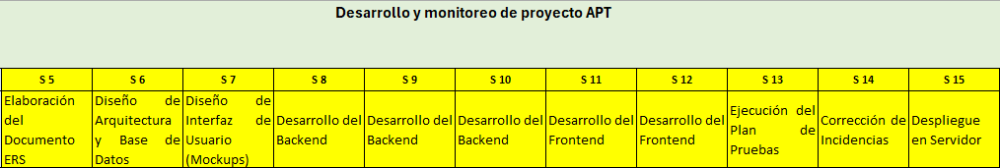 Desarrollo y monitoreo de proyecto APT
S 5 S 6 S 7 S 8 S 9 S 10 S 11 S 12 S 13 S 14 S 15
Elaboración del Documento ERS
Diseño de Arquitectura y Base de Datos
Diseño de Interfaz de Usuario (Mockups)
Desarrollo del Backend
Desarrollo del Backend
Desarrollo del Backend
Desarrollo del Frontend
Desarrollo del Frontend
Ejecución del Plan de Pruebas
Corrección de Incidencias
Despliegue en Servidor